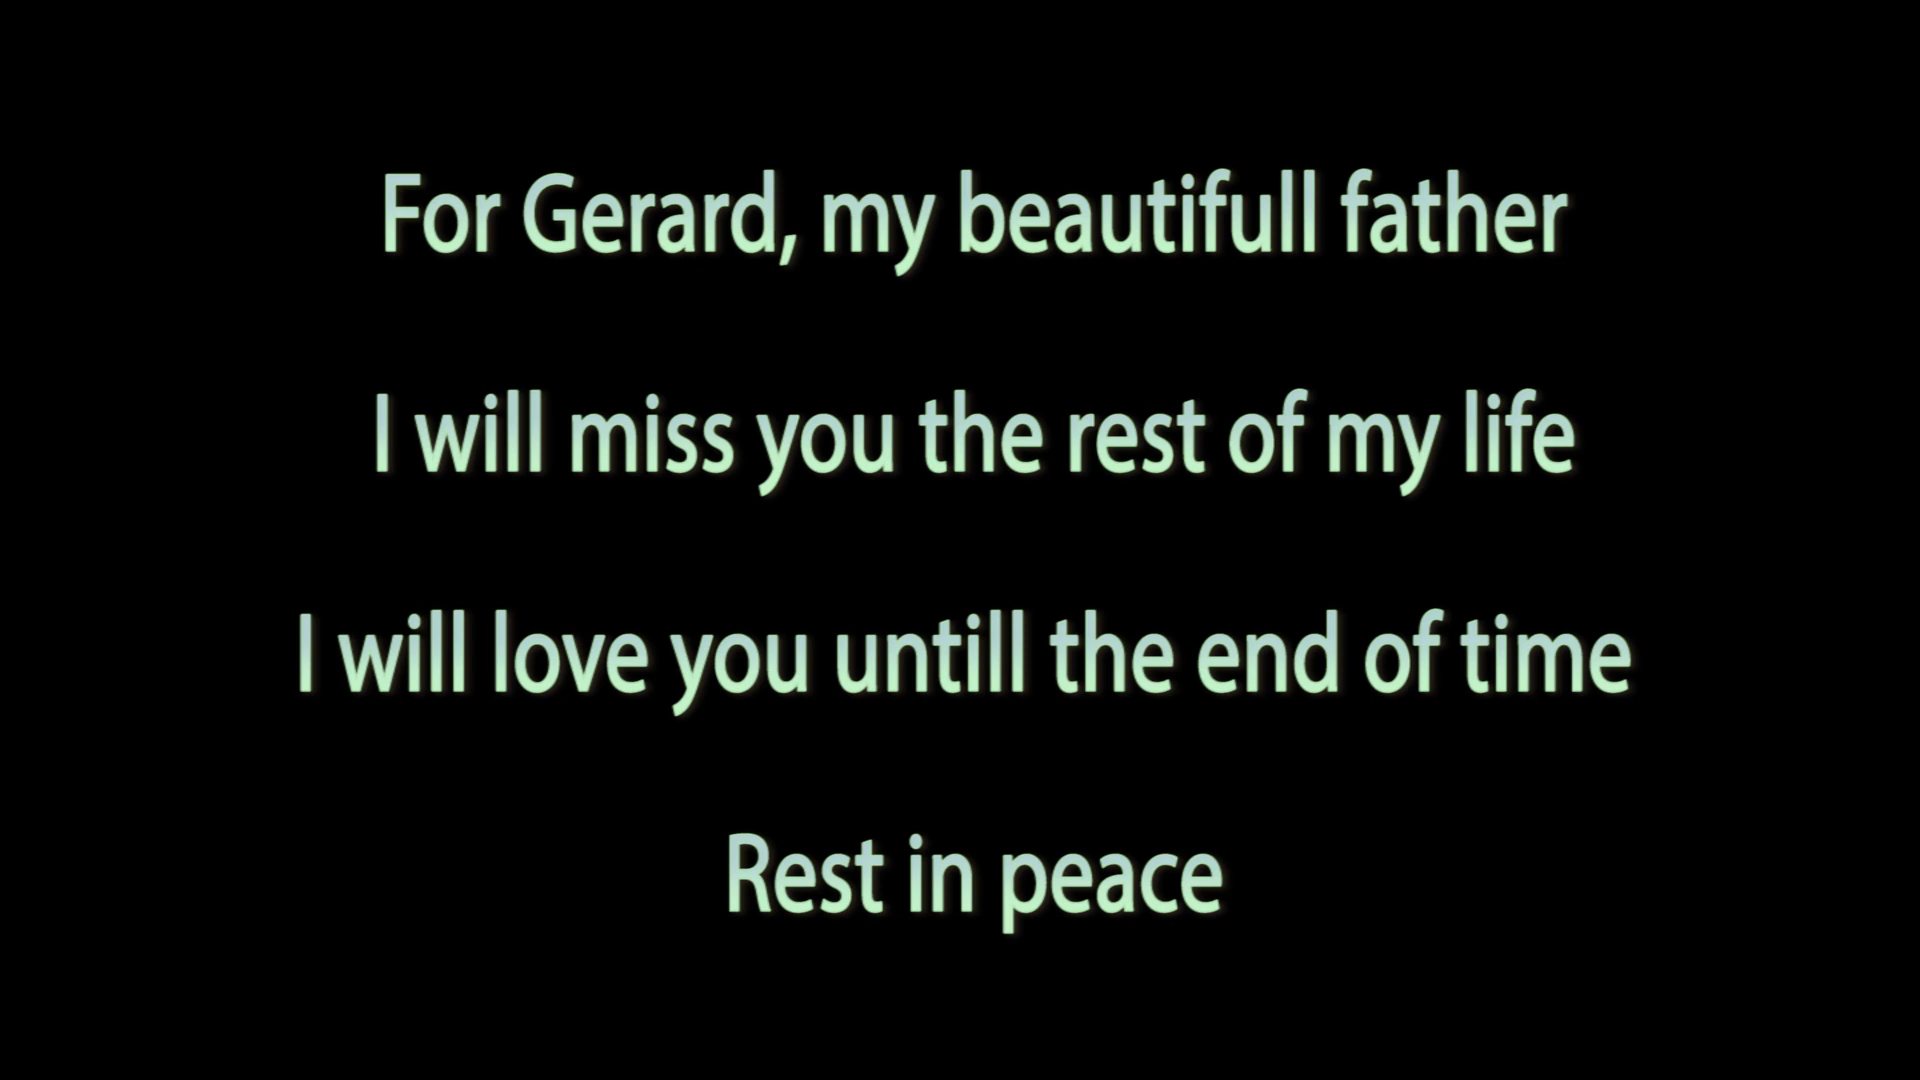 For Gerard, my beautifull father
I will miss you the rest of my life
I will love you untill the end of time
Rest in peace